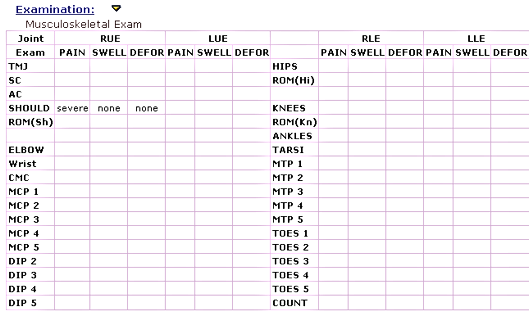 Examination:
Musculoskeletal Exam
Joint RUE LUE RLE LLE
Exam PAIN SWELL DEFOR PAIN SWELL DEFOR PAIN SWELL DEFOR PAIN SWELL DEFOR
TMJ HIPS
SC ROM(Hi)
AC
SHOULD severe none none KNEES
ROM(Sh) ROM(Kn)
ANKLES
ELBOW TARSI
Wrist MTP 1
CMC MTP 2
MCP 1 MTP 3
MCP 2 MTP 4
MCP 3 MTP 5
MCP 4 TOES 1
MCP 5 TOES 2
DIP 2 TOES 3
DIP 3 TOES 4
DIP 4 TOES 5
DIP 5 COUNT